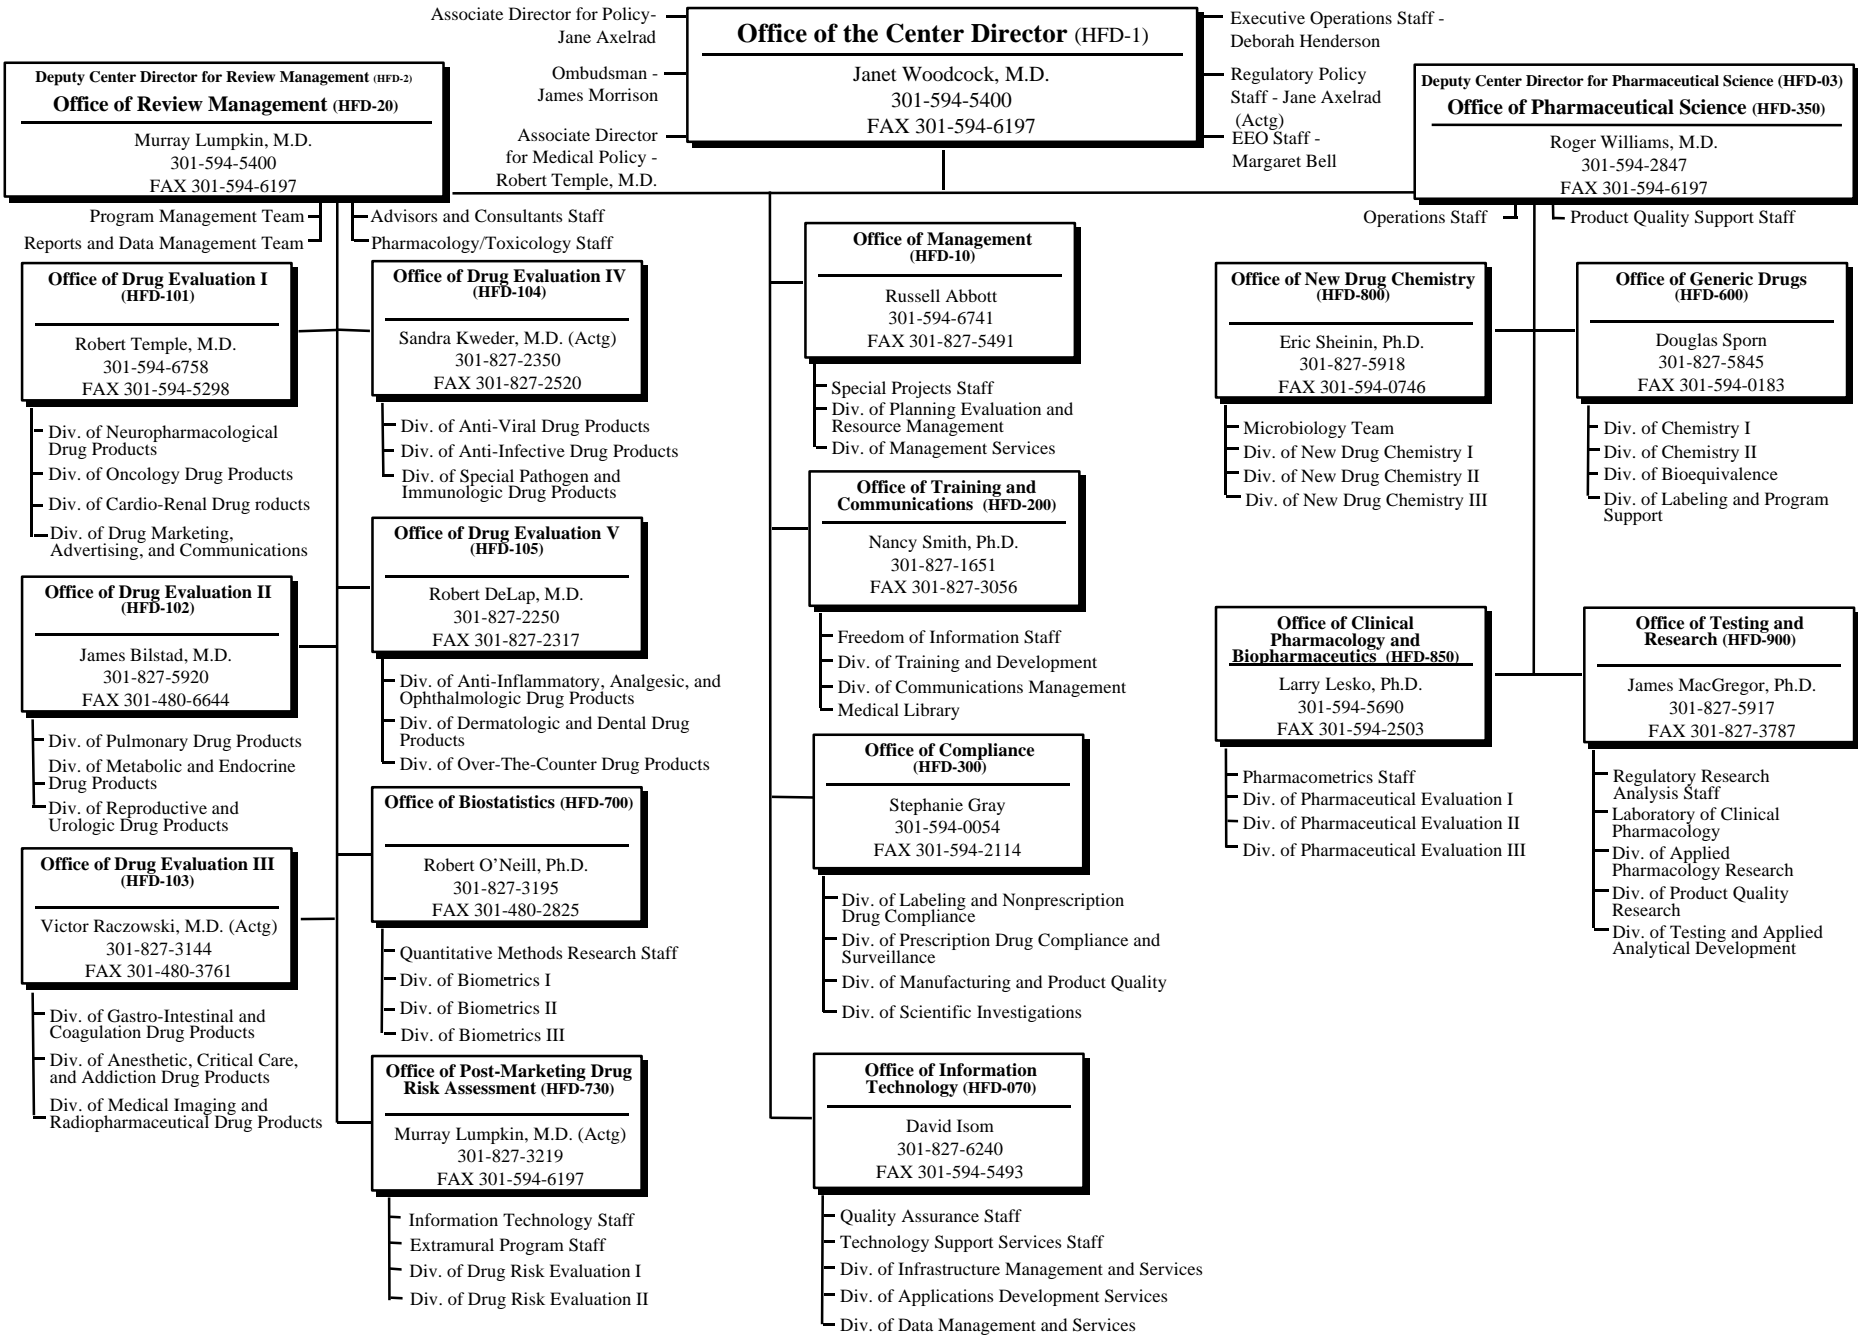 Associate Director for Policy-
Jane Axelrad
Ombudsman -
James Morrison
Associate Director
for Medical Policy -
Robert Temple, M.D.
Office of the Center Director (HFD-1)
Janet Woodcock, M.D.
301-594-5400
FAX 301-594-6197
Executive Operations Staff -
Deborah Henderson
Regulatory Policy
Staff - Jane Axelrad
(Actg)
EEO Staff -
Margaret Bell
Deputy Center Director for Review Management (HFD-2)
Office of Review Management (HFD-20)
Murray Lumpkin, M.D.
301-594-5400
FAX 301-594-6197
Program Management Team
Reports and Data Management Team
Advisors and Consultants Staff
Pharmacology/Toxicology Staff
Deputy Center Director for Pharmaceutical Science (HFD-03)
Office of Pharmaceutical Science (HFD-350)
Roger Williams, M.D.
301-594-2847
FAX 301-594-6197
Operations Staff
Product Quality Support Staff
Office of Drug Evaluation I
(HFD-101)
Robert Temple, M.D.
301-594-6758
FAX 301-594-5298
Div. of Neuropharmacological
Drug Products
Div. of Oncology Drug Products
Div. of Cardio-Renal Drug roducts
Div. of Drug Marketing,
Advertising, and Communications
Office of Drug Evaluation II
(HFD-102)
James Bilstad, M.D.
301-827-5920
FAX 301-480-6644
Div. of Pulmonary Drug Products
Div. of Metabolic and Endocrine
Drug Products
Div. of Reproductive and
Urologic Drug Products
Office of Drug Evaluation III
(HFD-103)
Victor Raczowski, M.D. (Actg)
301-827-3144
FAX 301-480-3761
Div. of Gastro-Intestinal and
Coagulation Drug Products
Div. of Anesthetic, Critical Care,
and Addiction Drug Products
Div. of Medical Imaging and
Radiopharmaceutical Drug Products
Office of Drug Evaluation IV
(HFD-104)
Sandra Kweder, M.D. (Actg)
301-827-2350
FAX 301-827-2520
Div. of Anti-Viral Drug Products
Div. of Anti-Infective Drug Products
Div. of Special Pathogen and
Immunologic Drug Products
Office of Drug Evaluation V
(HFD-105)
Robert DeLap, M.D.
301-827-2250
FAX 301-827-2317
Div. of Anti-Inflammatory, Analgesic, and
Ophthalmologic Drug Products
Div. of Dermatologic and Dental Drug
Products
Div. of Over-The-Counter Drug Products
Office of Biostatistics (HFD-700)
Robert O’Neill, Ph.D.
301-827-3195
FAX 301-480-2825
Quantitative Methods Research Staff
Div. of Biometrics I
Div. of Biometrics II
Div. of Biometrics III
Office of Post-Marketing Drug
Risk Assessment (HFD-730)
Murray Lumpkin, M.D. (Actg)
301-827-3219
FAX 301-594-6197
Information Technology Staff
Extramural Program Staff
Div. of Drug Risk Evaluation I
Div. of Drug Risk Evaluation II
Office of Management
(HFD-10)
Russell Abbott
301-594-6741
FAX 301-827-5491
Special Projects Staff
Div. of Planning Evaluation and
Resource Management
Div. of Management Services
Office of Training and
Communications (HFD-200)
Nancy Smith, Ph.D.
301-827-1651
FAX 301-827-3056
Freedom of Information Staff
Div. of Training and Development
Div. of Communications Management
Medical Library
Office of Compliance
(HFD-300)
Stephanie Gray
301-594-0054
FAX 301-594-2114
Div. of Labeling and Nonprescription
Drug Compliance
Div. of Prescription Drug Compliance and
Surveillance
Div. of Manufacturing and Product Quality
Div. of Scientific Investigations
Office of Information
Technology (HFD-070)
David Isom
301-827-6240
FAX 301-594-5493
Quality Assurance Staff
Technology Support Services Staff
Div. of Infrastructure Management and Services
Div. of Applications Development Services
Div. of Data Management and Services
Office of New Drug Chemistry
(HFD-800)
Eric Sheinin, Ph.D.
301-827-5918
FAX 301-594-0746
Microbiology Team
Div. of New Drug Chemistry I
Div. of New Drug Chemistry II
Div. of New Drug Chemistry III
Office of Generic Drugs
(HFD-600)
Douglas Sporn
301-827-5845
FAX 301-594-0183
Div. of Chemistry I
Div. of Chemistry II
Div. of Bioequivalence
Div. of Labeling and Program
Support
Office of Clinical
Pharmacology and
Biopharmaceutics (HFD-850)
Larry Lesko, Ph.D.
301-594-5690
FAX 301-594-2503
Pharmacometrics Staff
Div. of Pharmaceutical Evaluation I
Div. of Pharmaceutical Evaluation II
Div. of Pharmaceutical Evaluation III
Office of Testing and
Research (HFD-900)
James MacGregor, Ph.D.
301-827-5917
FAX 301-827-3787
Regulatory Research
Analysis Staff
Laboratory of Clinical
Pharmacology
Div. of Applied
Pharmacology Research
Div. of Product Quality
Research
Div. of Testing and Applied
Analytical Development